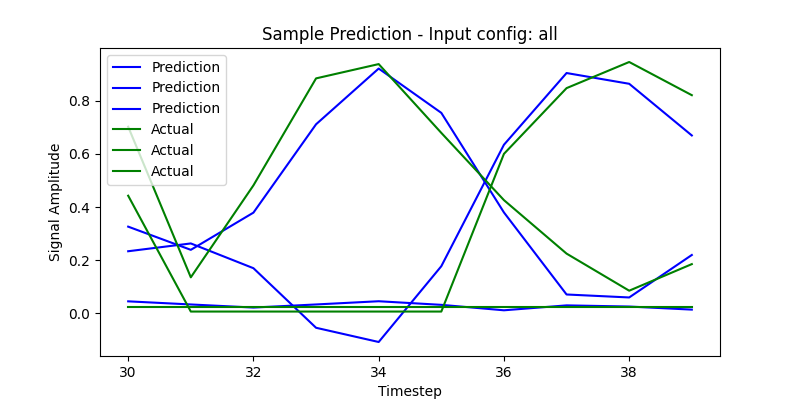 Sample Prediction - Input config: all
Prediction
Prediction
Prediction
Actual
Actual
Actual
Signal Amplitude
0.8
0.6
0.4
0.2
0.0
30
32
34
36
38
Timestep